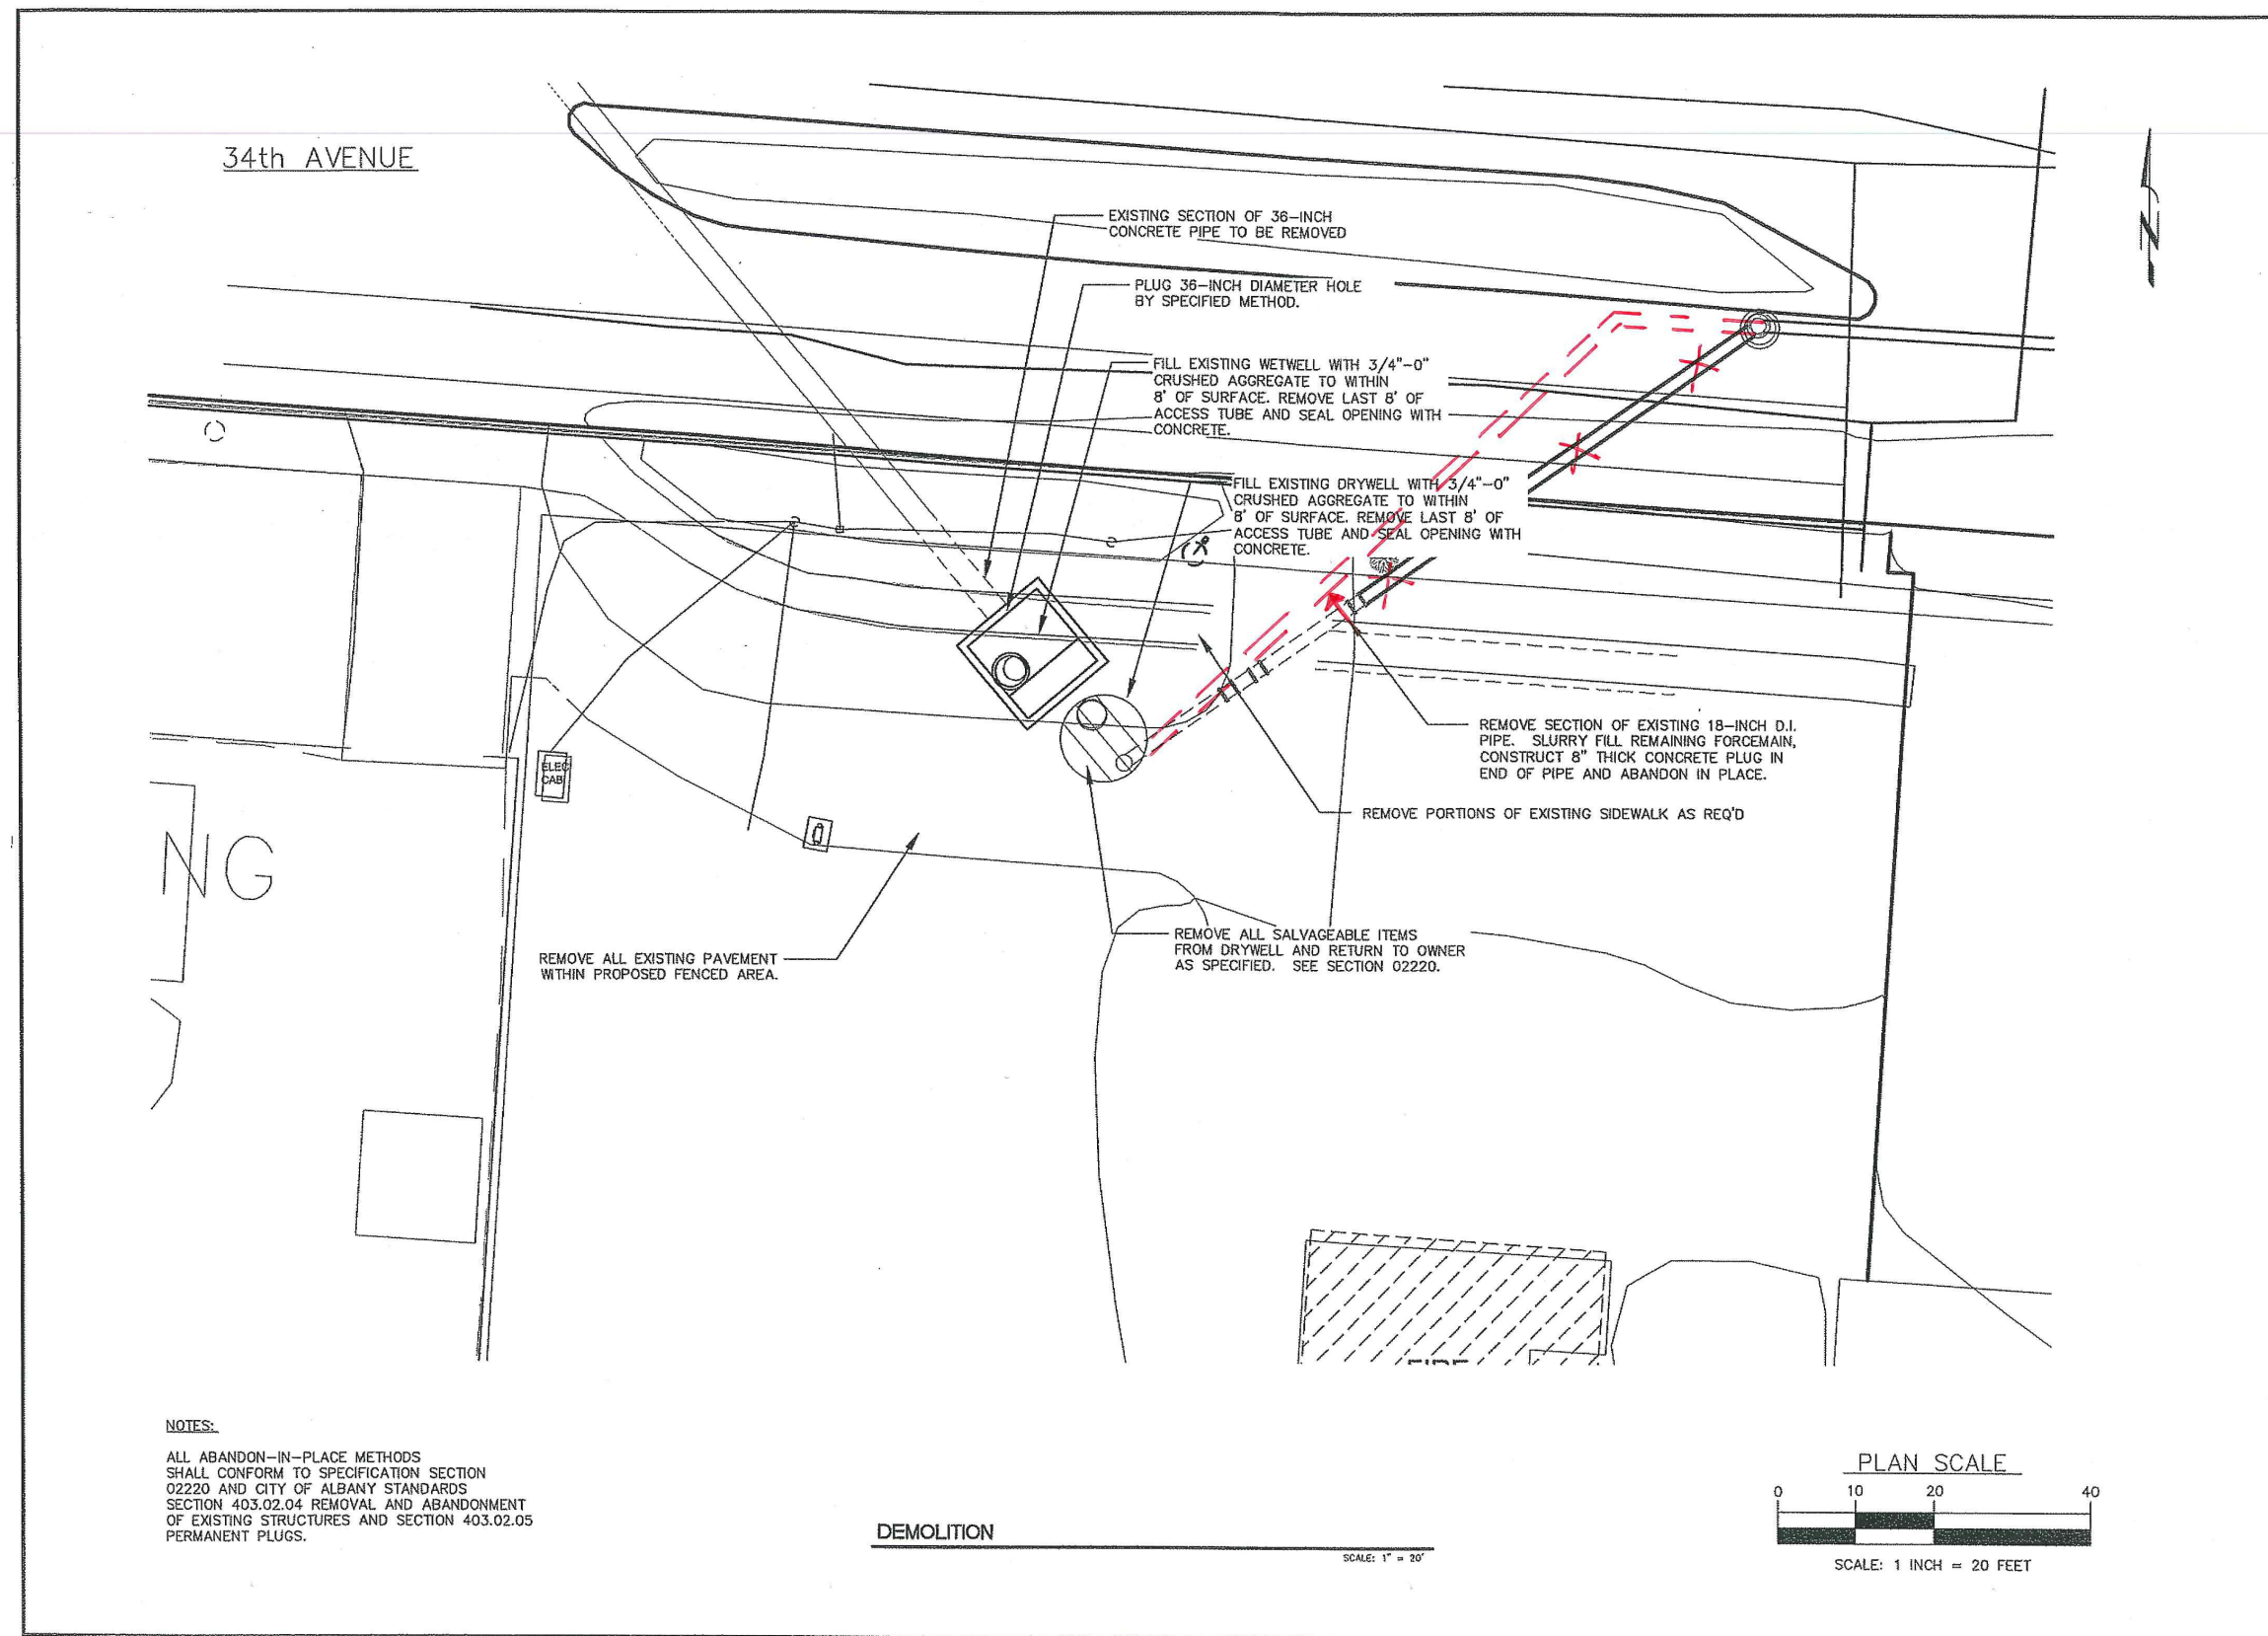 34th AVENUE
N
EXISTING SECTION OF 36-INCH
CONCRETE PIPE TO BE REMOVED
PLUG 36-INCH DIAMETER HOLE
BY SPECIFIED METHOD.
FILL EXISTING WETWELL WITH 3/4"-0"
CRUSHED AGGREGATE TO WITHIN
8' OF SURFACE. REMOVE LAST 8' OF
ACCESS TUBE AND SEAL OPENING WITH
CONCRETE.
FILL EXISTING DRYWELL WITH 3/4"-0"
CRUSHED AGGREGATE TO WITHIN
8' OF SURFACE. REMOVE LAST 8' OF
ACCESS TUBE AND SEAL OPENING WITH
CONCRETE.
REMOVE SECTION OF EXISTING 18-INCH D.I.
PIPE. SLURRY FILL REMAINING FORCEMAIN,
CONSTRUCT 8" THICK CONCRETE PLUG IN
END OF PIPE AND ABANDON IN PLACE.
ELEC
CAB
REMOVE PORTIONS OF EXISTING SIDEWALK AS REQ'D
NG
REMOVE ALL SALVAGEABLE ITEMS
FROM DRYWELL AND RETURN TO OWNER
AS SPECIFIED. SEE SECTION 02220.
REMOVE ALL EXISTING PAVEMENT
WITHIN PROPOSED FENCED AREA.
NOTES:
ALL ABANDON-IN-PLACE METHODS
SHALL CONFORM TO SPECIFICATION SECTION
02220 AND CITY OF ALBANY STANDARDS
SECTION 403.02.04 REMOVAL AND ABANDONMENT
OF EXISTING STRUCTURES AND SECTION 403.02.05
PERMANENT PLUGS.
DEMOLITION
SCALE: 1" = 20'
PLAN SCALE
0 10 20 40
SCALE: 1 INCH = 20 FEET